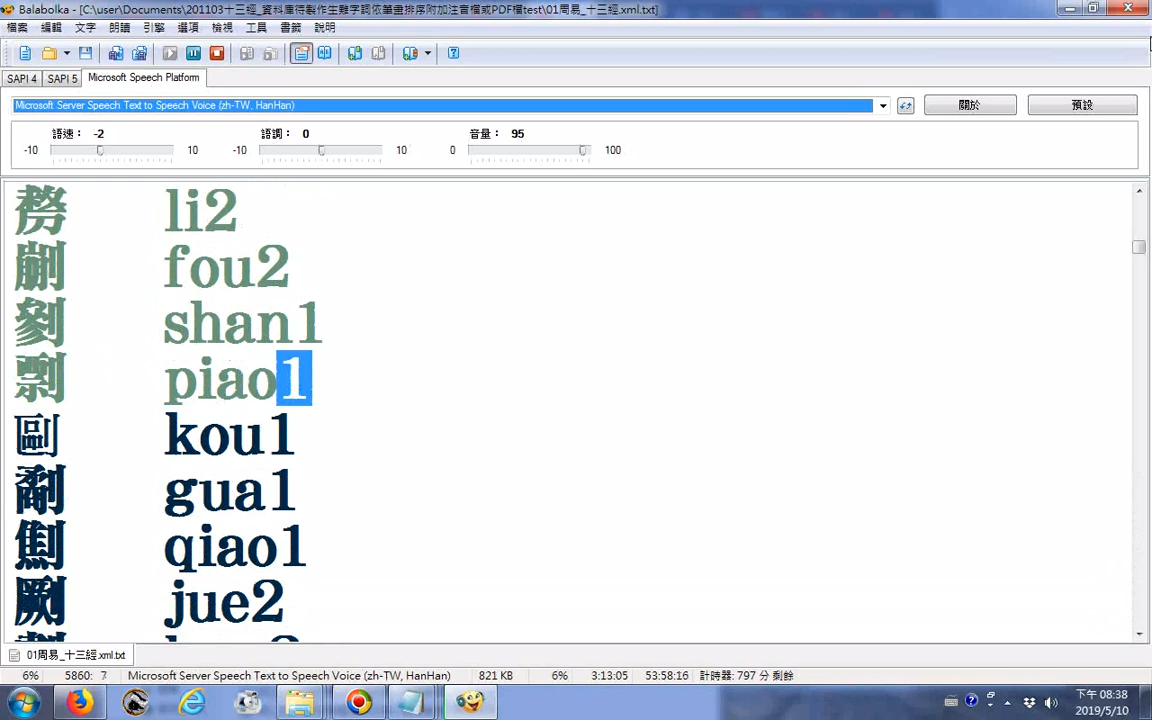 Balabolka - [C:\user\Documents\201103十三經_資料庫待製作生難字詞依筆畫排序附加注音檔或PDF檔test\01周易_十三經.xml.txt]
檔案 編輯 文字 朗讀 引擎 選項 檢視 工具 書籤 說明
SAPI 4 SAPI 5 Microsoft Speech Platform
Microsoft Server Speech Text to Speech Voice (zh-TW, HanHan) 關於 預設
語速： -2 語調： 0 音量： 95
-10 10 -10 10 0 100
li2
fou2
shan1
剽 piao1
kou1
gua1
qiao1
劂 jue2
01周易_十三經.xml.txt
6% 5860: 7 Microsoft Server Speech Text to Speech Voice (zh-TW, HanHan) 821 KB 6% 3:13:05 53:58:16 計時器: 797 分 剩餘
下午 08:38
2019/5/10